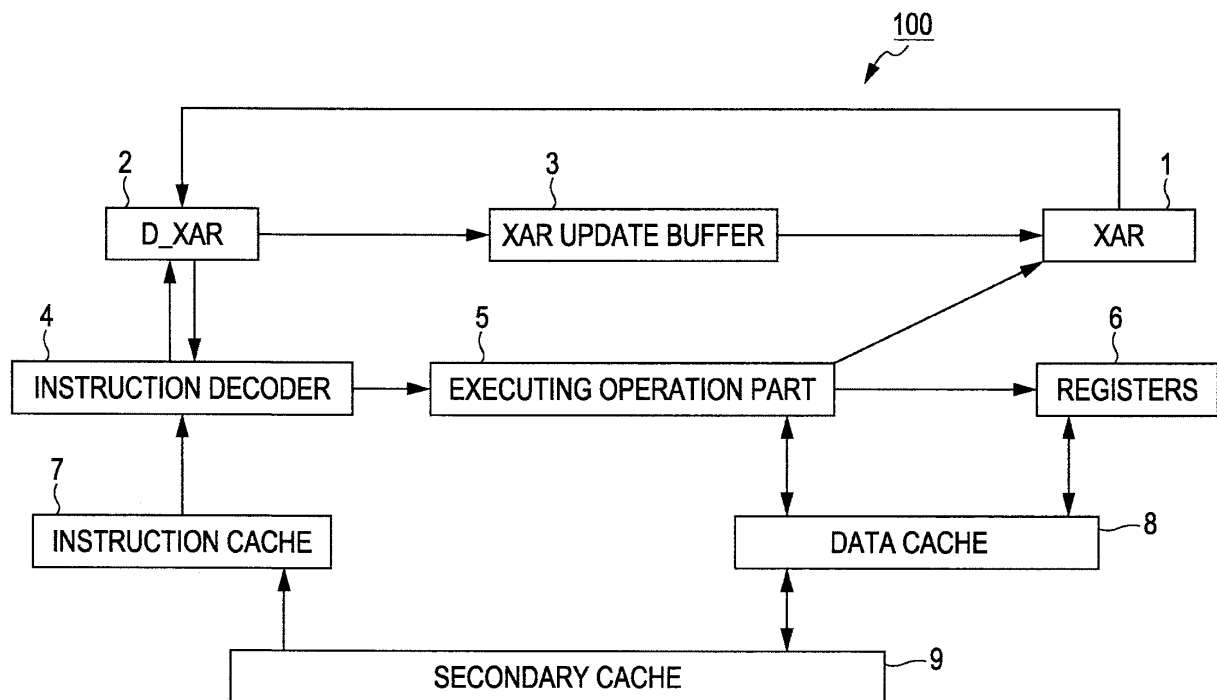 100
2
3
1
D_XAR
XAR UPDATE BUFFER
XAR
4
5
6
INSTRUCTION DECODER
EXECUTING OPERATION PART
REGISTERS
7
INSTRUCTION CACHE
DATA CACHE
8
SECONDARY CACHE
9